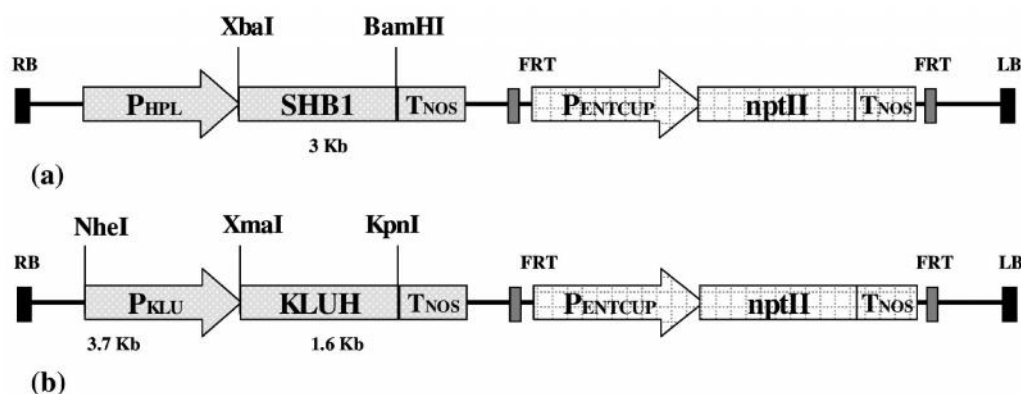 XbaI BamHI
RB FRT FRT LB
PHPL SHB1 TNOS PENTCUP nptII TNOS
3 Kb
(a)
NheI XmaI KpnI
RB FRT FRT LB
PKLU KLUH TNOS PENTCUP nptII TNOS
3.7 Kb 1.6 Kb
(b)